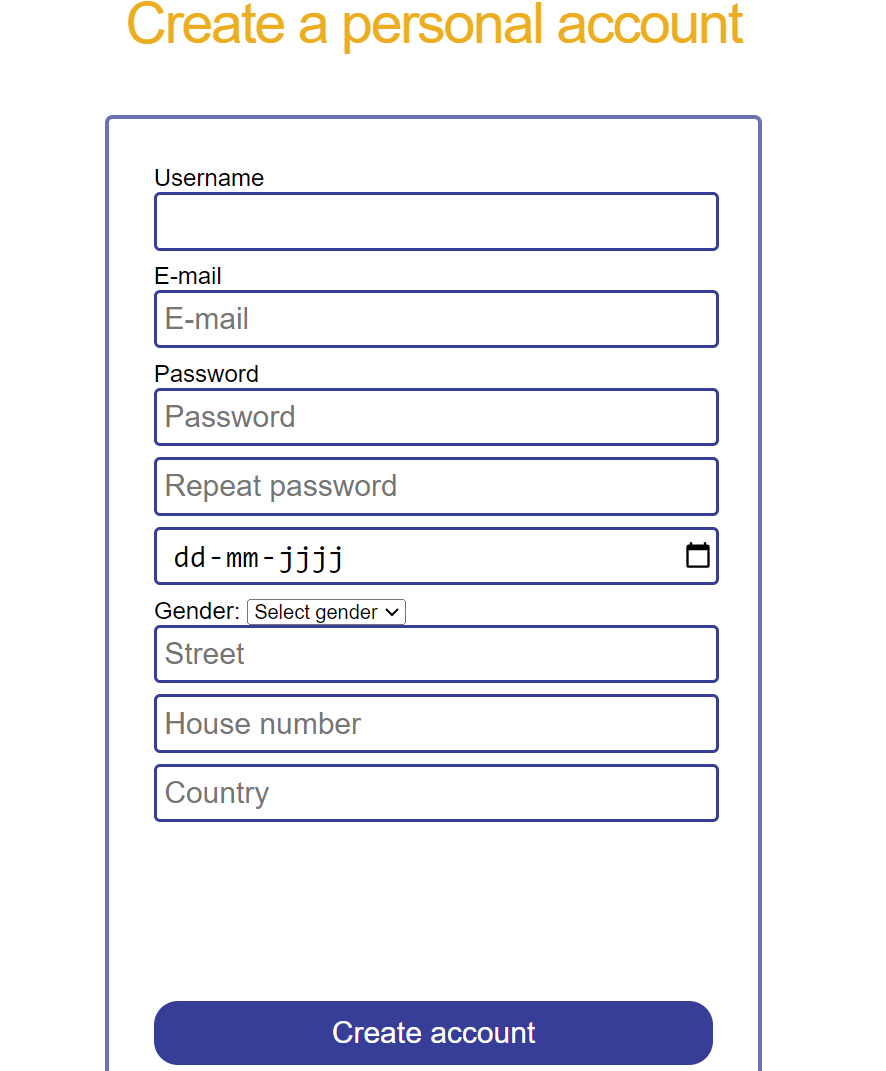 Create a personal account
Username
E-mail
E-mail
Password
Password
Repeat password
dd-mm-jjjj
Gender: Select gender
Street
House number
Country
Create account